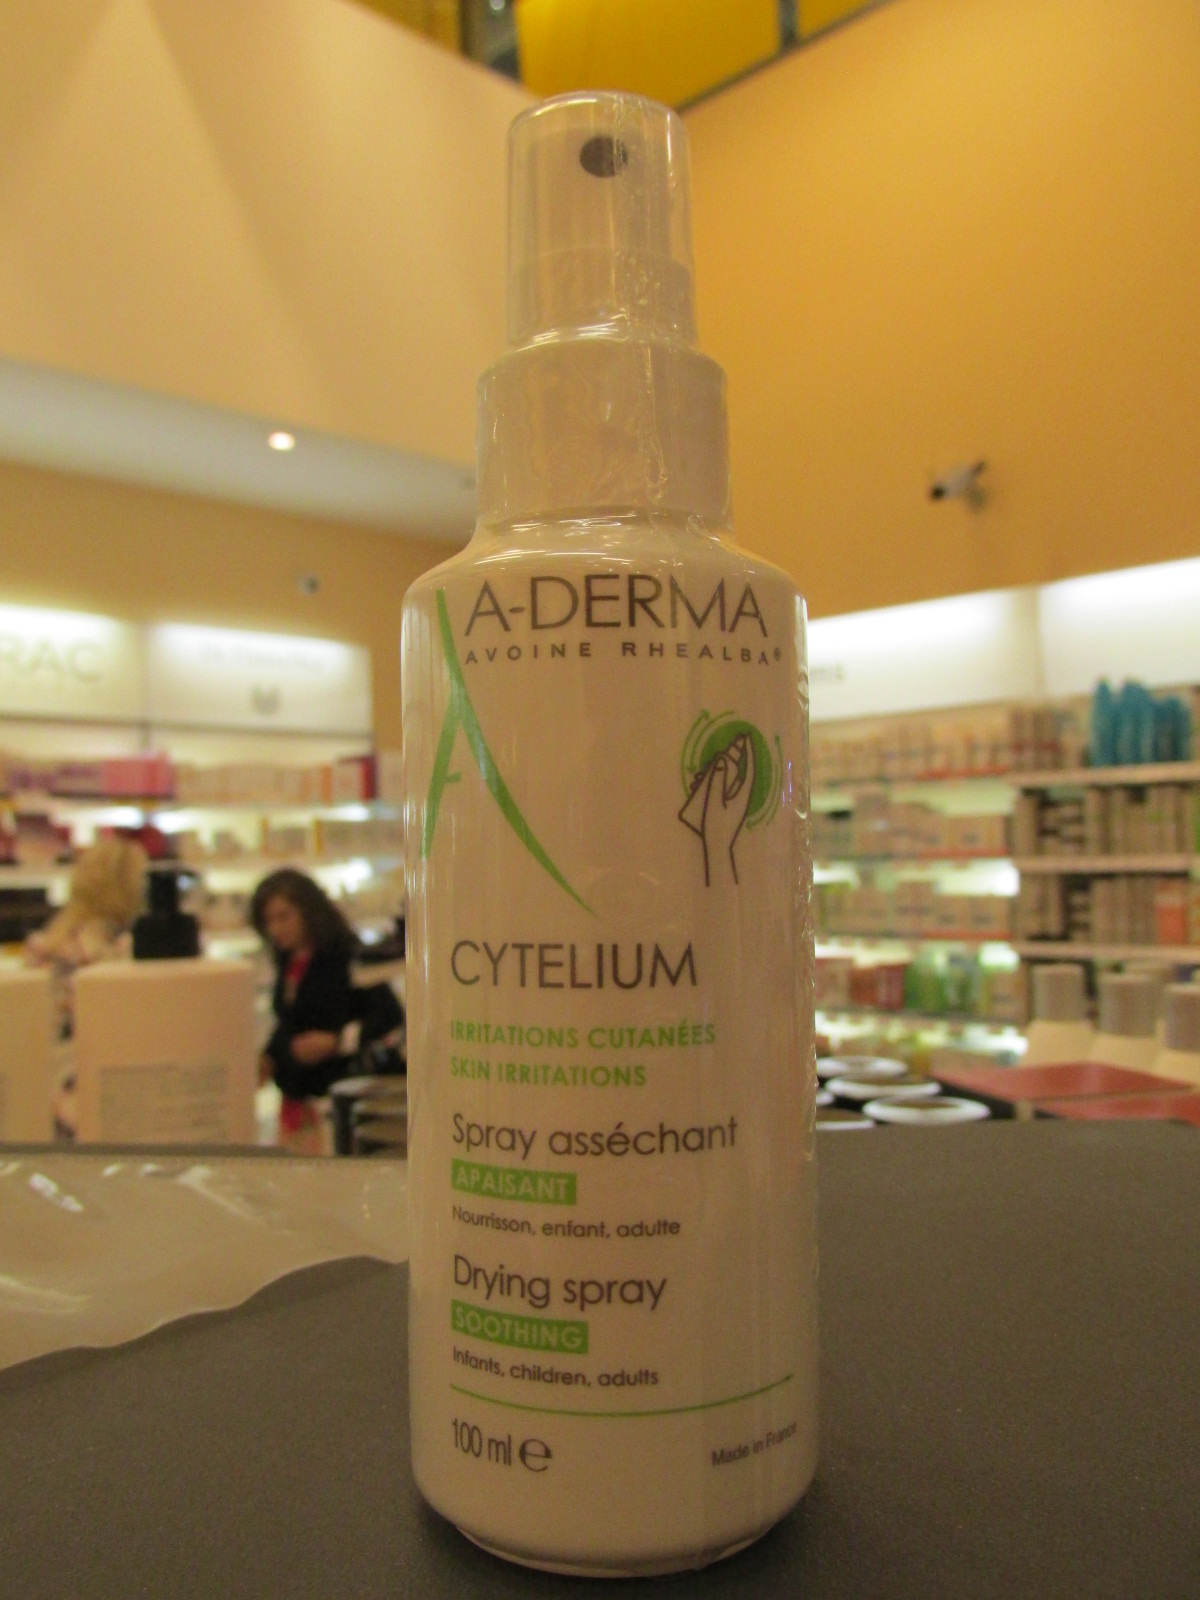 A-DERMA
AVOINE RHEALBA®
CYTELIUM
IRRITATIONS CUTANÉES
SKIN IRRITATIONS
Spray asséchant
APAISANT
Nourrisson, enfant, adulte
Drying spray
SOOTHING
Infants, children, adults
100 ml e
Made in France
RAC